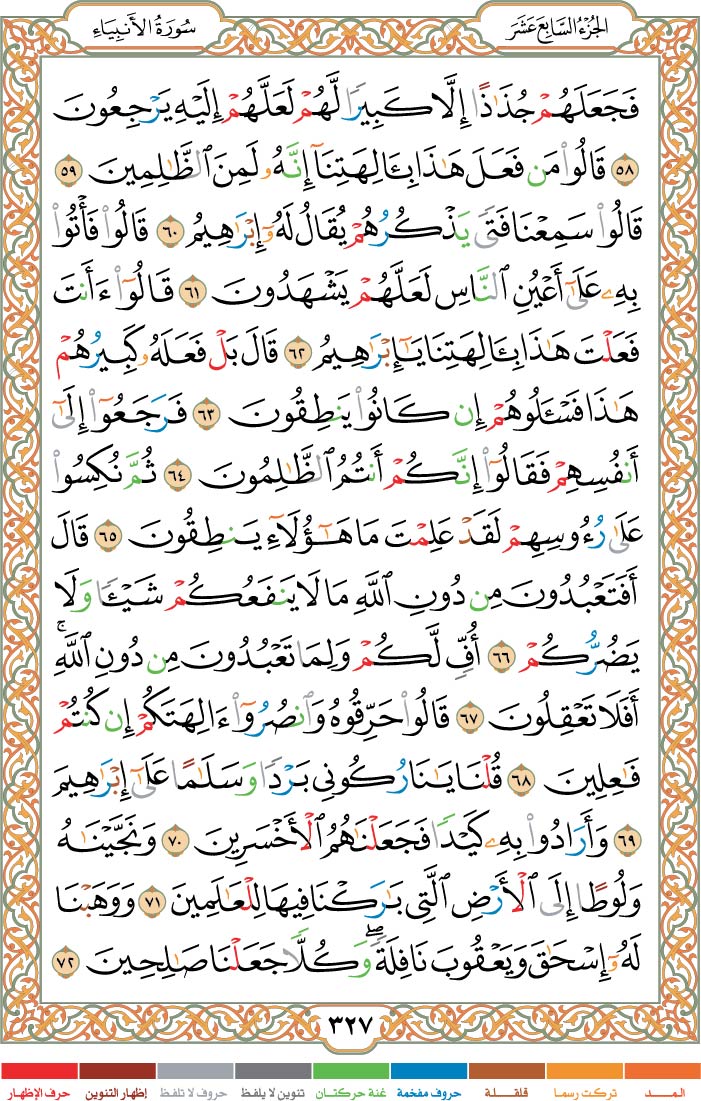 الجزء السابع عشر
سورة الأنبياء
فَجَعَلَهُمْ جُذَٰذًا إِلَّا كَبِيرًا لَّهُمْ لَعَلَّهُمْ إِلَيْهِ يَرْجِعُونَ
٥٨ قَالُوا۟ مَن فَعَلَ هَٰذَا بِـَٔالِهَتِنَآ إِنَّهُۥ لَمِنَ ٱلظَّٰلِمِينَ ٥٩
قَالُوا۟ سَمِعْنَا فَتًى يَذْكُرُهُمْ يُقَالُ لَهُۥٓ إِبْرَٰهِيمُ ٦٠ قَالُوا۟ فَأْتُوا۟
بِهِۦ عَلَىٰٓ أَعْيُنِ ٱلنَّاسِ لَعَلَّهُمْ يَشْهَدُونَ ٦١ قَالُوٓا۟ ءَأَنتَ
فَعَلْتَ هَٰذَا بِـَٔالِهَتِنَا يَٰٓإِبْرَٰهِيمُ ٦٢ قَالَ بَلْ فَعَلَهُۥ كَبِيرُهُمْ
هَٰذَا فَسْـَٔلُوهُمْ إِن كَانُوا۟ يَنطِقُونَ ٦٣ فَرَجَعُوٓا۟ إِلَىٰٓ
أَنفُسِهِمْ فَقَالُوٓا۟ إِنَّكُمْ أَنتُمُ ٱلظَّٰلِمُونَ ٦٤ ثُمَّ نُكِسُوا۟
عَلَىٰ رُءُوسِهِمْ لَقَدْ عَلِمْتَ مَا هَٰٓؤُلَآءِ يَنطِقُونَ ٦٥ قَالَ
أَفَتَعْبُدُونَ مِن دُونِ ٱللَّهِ مَا لَا يَنفَعُكُمْ شَيْـًٔا وَلَا
يَضُرُّكُمْ ٦٦ أُفٍّ لَّكُمْ وَلِمَا تَعْبُدُونَ مِن دُونِ ٱللَّهِ ۖ
أَفَلَا تَعْقِلُونَ ٦٧ قَالُوا۟ حَرِّقُوهُ وَٱنصُرُوٓا۟ ءَالِهَتَكُمْ إِن كُنتُمْ
فَٰعِلِينَ ٦٨ قُلْنَا يَٰنَارُ كُونِى بَرْدًا وَسَلَٰمًا عَلَىٰٓ إِبْرَٰهِيمَ
٦٩ وَأَرَادُوا۟ بِهِۦ كَيْدًا فَجَعَلْنَٰهُمُ ٱلْأَخْسَرِينَ ٧٠ وَنَجَّيْنَٰهُ
وَلُوطًا إِلَى ٱلْأَرْضِ ٱلَّتِى بَٰرَكْنَا فِيهَا لِلْعَٰلَمِينَ ٧١ وَوَهَبْنَا
لَهُۥٓ إِسْحَٰقَ وَيَعْقُوبَ نَافِلَةً ۖ وَكُلًّا جَعَلْنَا صَٰلِحِينَ ٧٢
٣٢٧
المــــد تركت رسما قلقـلـة حروف مفخمة غنة حركتان تنوين لا يلفظ حروف لا تلفظ إظهار التنوين حرف الإظهار